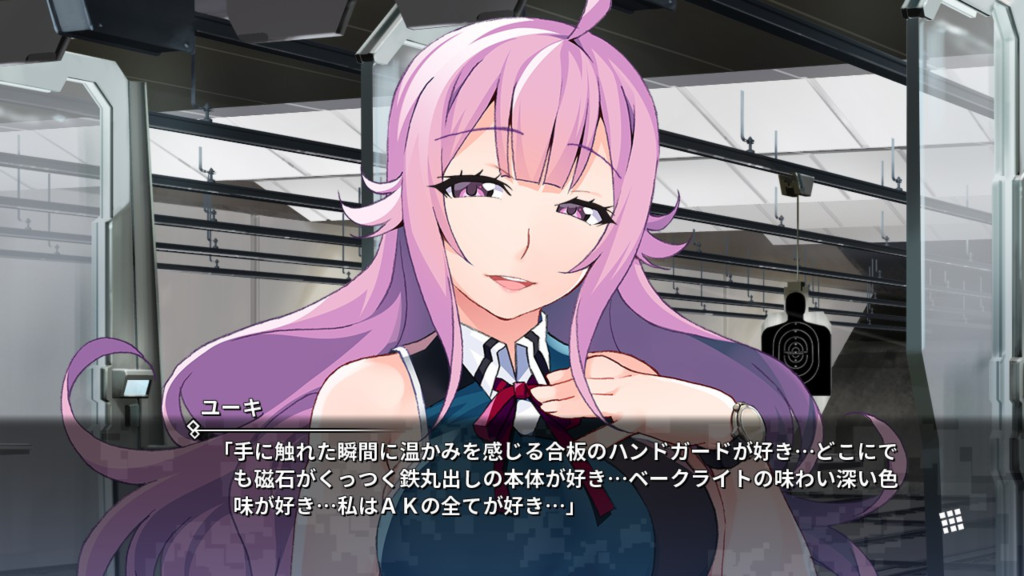 ユーキ
「手に触れた瞬間に温かみを感じる合板のハンドガードが好き…どこにで
も磁石がくっつく鉄丸出しの本体が好き…ベークライトの味わい深い色
味が好き…私はＡＫの全てが好き…」